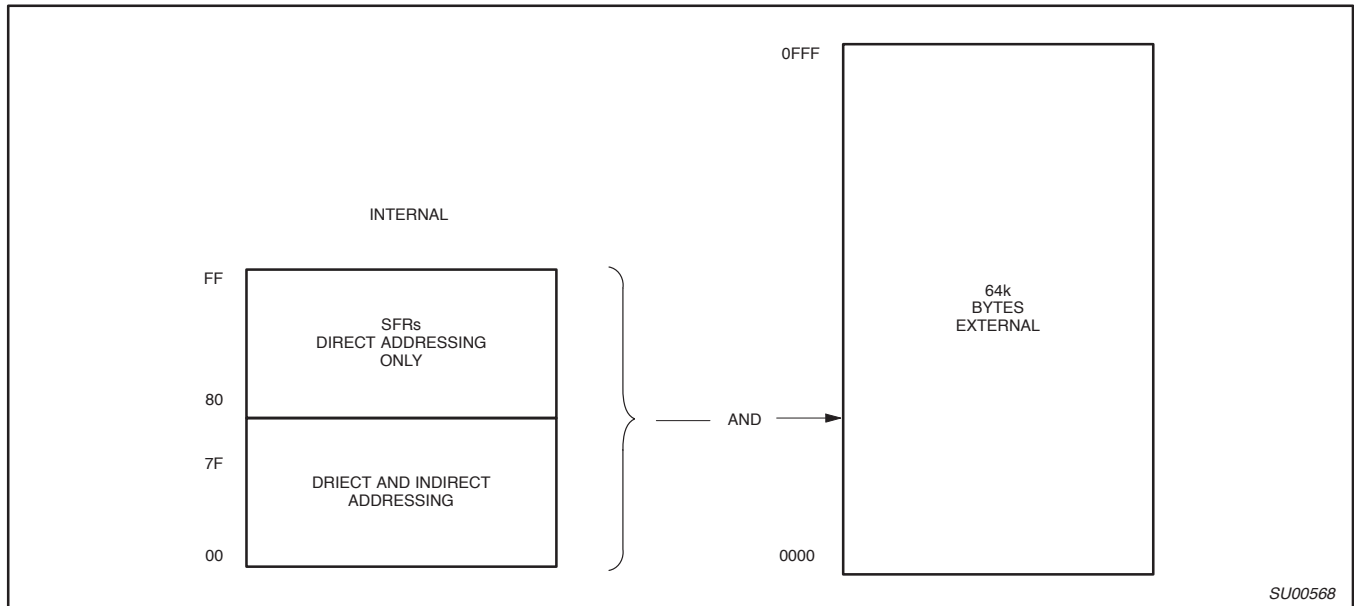 INTERNAL
FF
SFRs
DIRECT ADDRESSING
ONLY
80
7F
DRIECT AND INDIRECT
ADDRESSING
00
AND
0FFF
64k
BYTES
EXTERNAL
0000
SU00568